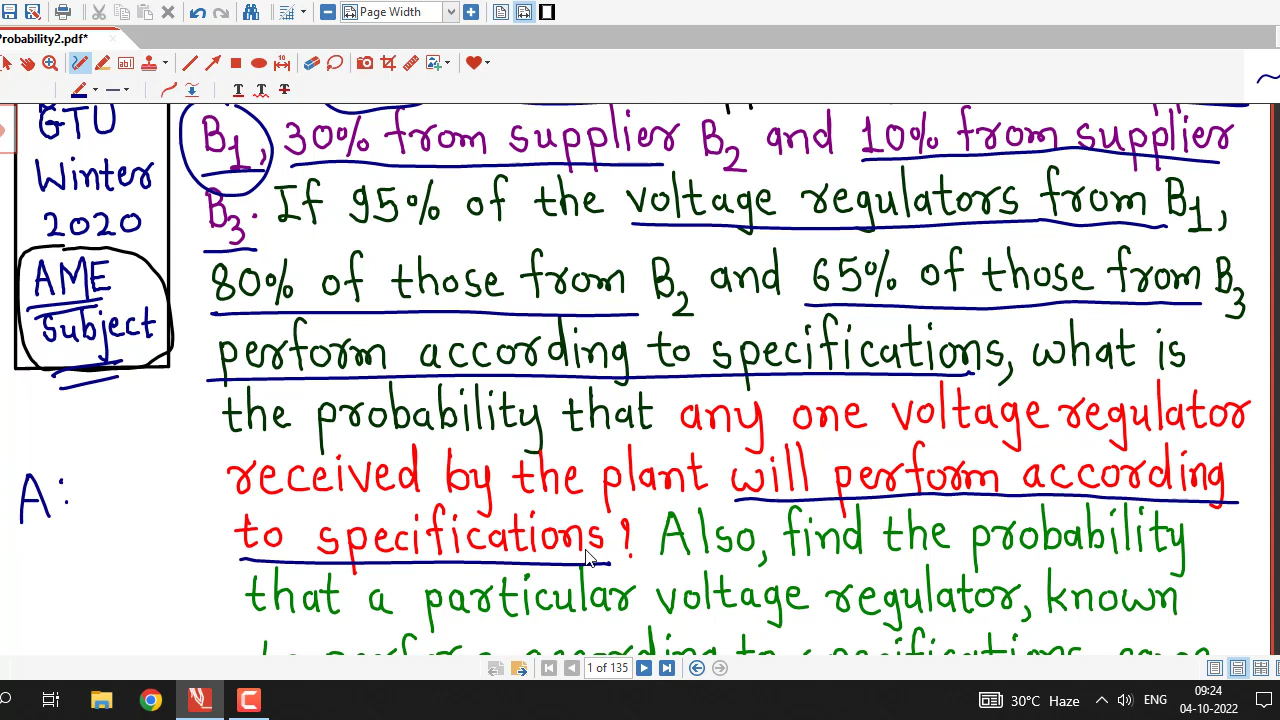 Page Width
Probability2.pdf*
GTU
Winter
2020
AME
Subject
A:
B1, 30% from supplier B2 and 10% from supplier
B3. If 95% of the voltage regulators from B1,
80% of those from B2 and 65% of those from B3
perform according to specifications, what is
the probability that any one voltage regulator
received by the plant will perform according
to specifications? Also, find the probability
that a particular voltage regulator, known
1 of 135
30°C Haze
ENG
09:24
04-10-2022